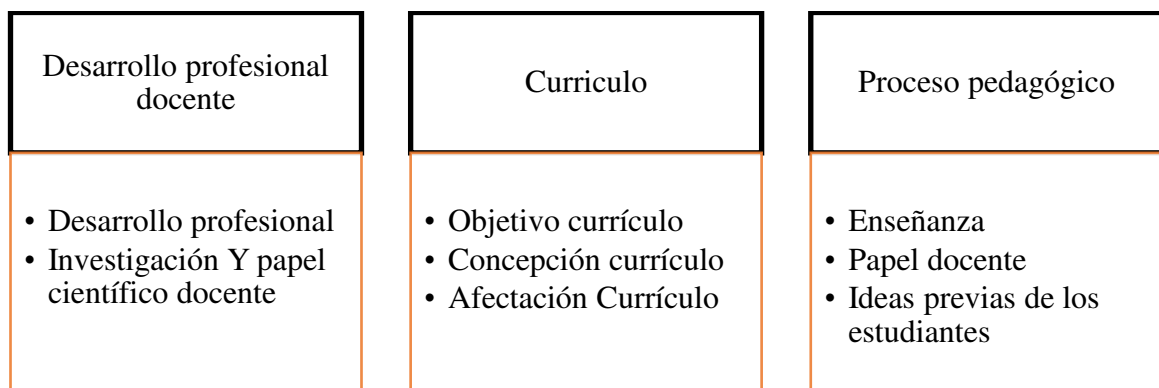 Desarrollo profesional
docente
• Desarrollo profesional
• Investigación Y papel
científico docente
Curriculo
• Objetivo currículo
• Concepción currículo
• Afectación Currículo
Proceso pedagógico
• Enseñanza
• Papel docente
• Ideas previas de los
estudiantes